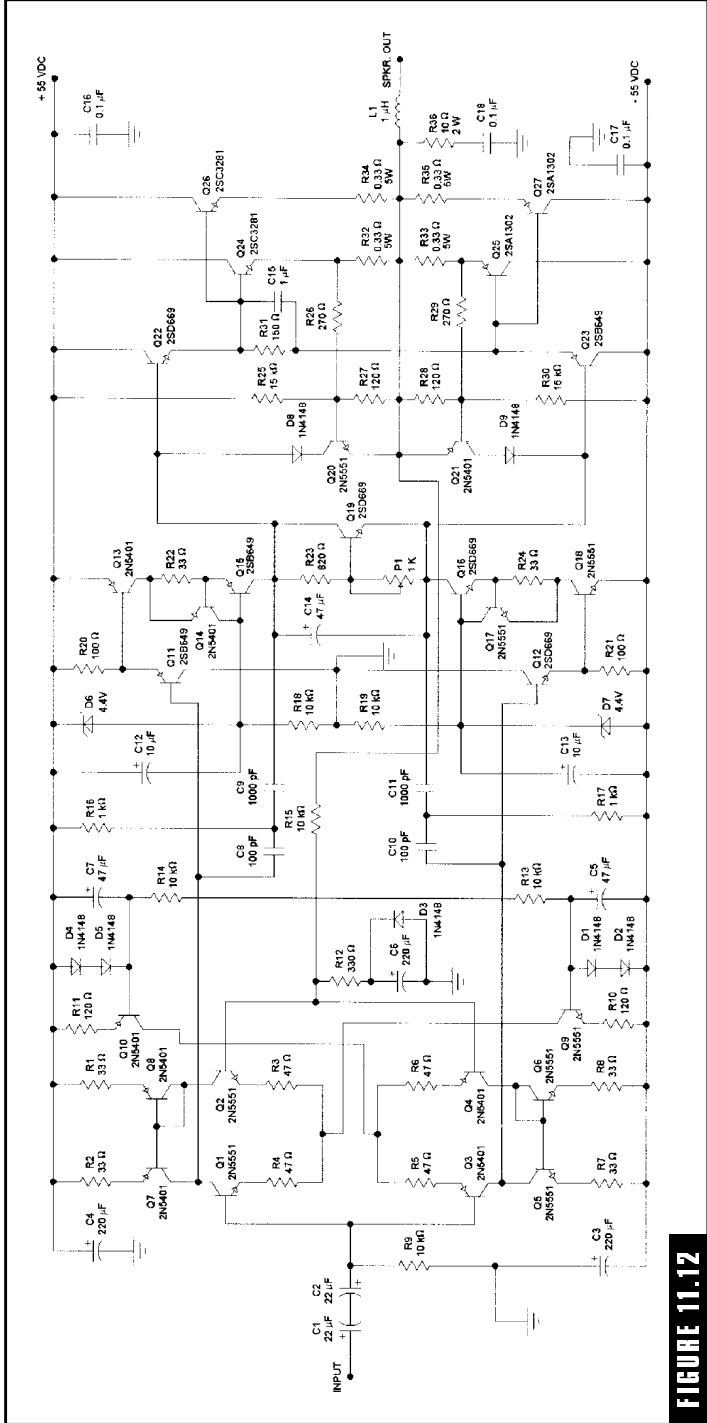 + 55 VDC
C16
0.1 µF
SPKR. OUT
L1
1 µH
R36
10 Ω
2 W
C18
0.1 µF
C17
0.1 µF
- 55 VDC
Q26
2SC3281
R34
0.33 Ω
5W
R35
0.33 Ω
5W
Q27
2SA1302
Q24
2SC3281
R32
0.33 Ω
5W
R33
0.33 Ω
5W
Q25
2SA1302
C15
1 µF
R26
270 Ω
R29
270 Ω
Q22
2SD669
R31
150 Ω
Q23
2SB649
R25
15 kΩ
R27
120 Ω
R28
120 Ω
R30
15 kΩ
D8
1N4148
Q20
2N5551
Q21
2N5401
D9
1N4148
Q19
2SD669
Q13
2N5401
R22
33 Ω
Q15
2SB649
R23
820 Ω
P1
1 K
Q16
2SD669
R24
33 Ω
Q18
2N5551
Q14
2N5401
C14
47 µF
Q17
2N5551
R20
100 Ω
Q11
2SB649
Q12
2SD669
R21
100 Ω
D6
4.4V
R18
10 kΩ
R19
10 kΩ
D7
4.4V
C12
10 µF
C9
1000 pF
C11
1000 pF
C13
10 µF
R16
1 kΩ
R15
10 kΩ
R17
1 kΩ
C8
100 pF
C10
100 pF
C7
47 µF
R14
10 kΩ
R13
10 kΩ
C5
47 µF
D4
1N4148
D5
1N4148
D3
1N4148
D1
1N4148
D2
1N4148
R12
330 Ω
C6
220 µF
R11
120 Ω
Q10
2N5401
Q9
2N5551
R10
120 Ω
R1
33 Ω
Q8
2N5401
Q2
2N5551
R3
47 Ω
R6
47 Ω
Q4
2N5401
Q6
2N5551
R8
33 Ω
R2
33 Ω
Q7
2N5401
Q1
2N5551
R4
47 Ω
R5
47 Ω
Q3
2N5401
Q5
2N5551
R7
33 Ω
C4
220 µF
R9
10 kΩ
C3
220 µF
C2
22 µF
C1
22 µF
INPUT
FIGURE 11.12